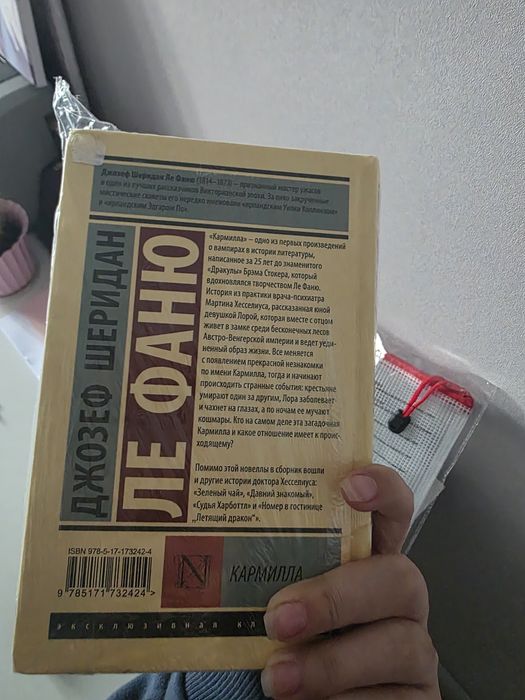 Джозеф Шеридан Ле Фаню (1814–1873) – признанный мастер ужасов
и один из лучших рассказчиков Викторианской эпохи. За лихо закрученные
мистические сюжеты его нередко именовали «ирландским Уилки Коллинзом»
и «ирландским Эдгаром По».
ДЖОЗЕФ ШЕРИДАН
ЛЕ ФАНЮ
«Кармилла» – одно из первых произведений
о вампирах в истории литературы,
написанное за 25 лет до знаменитого
«Дракулы» Брэма Стокера, который
вдохновлялся творчеством Ле Фаню.
История из практики врача-психиатра
Мартина Хесселиуса, рассказанная юной
девушкой Лорой, которая вместе с отцом
живет в замке среди бесконечных лесов
Австро-Венгерской империи и ведет уеди-
ненный образ жизни. Все меняется
с появлением прекрасной незнакомки
по имени Кармилла, тогда и начинают
происходить странные события: крестьяне
умирают один за другим, Лора заболевает
и чахнет на глазах, а по ночам ее мучают
кошмары. Кто на самом деле эта загадочная
Кармилла и какое отношение имеет к проис-
ходящему?
Помимо этой новеллы в сборник вошли
и другие истории доктора Хесселиуса:
«Зеленый чай», «Давний знакомый»,
«Судья Харботтл» и «Номер в гостинице
„Летящий дракон“».
ISBN 978-5-17-173242-4
9 785171 732424 >
N
КАРМИЛЛА
ЭКСКЛЮЗИВНАЯ КЛ